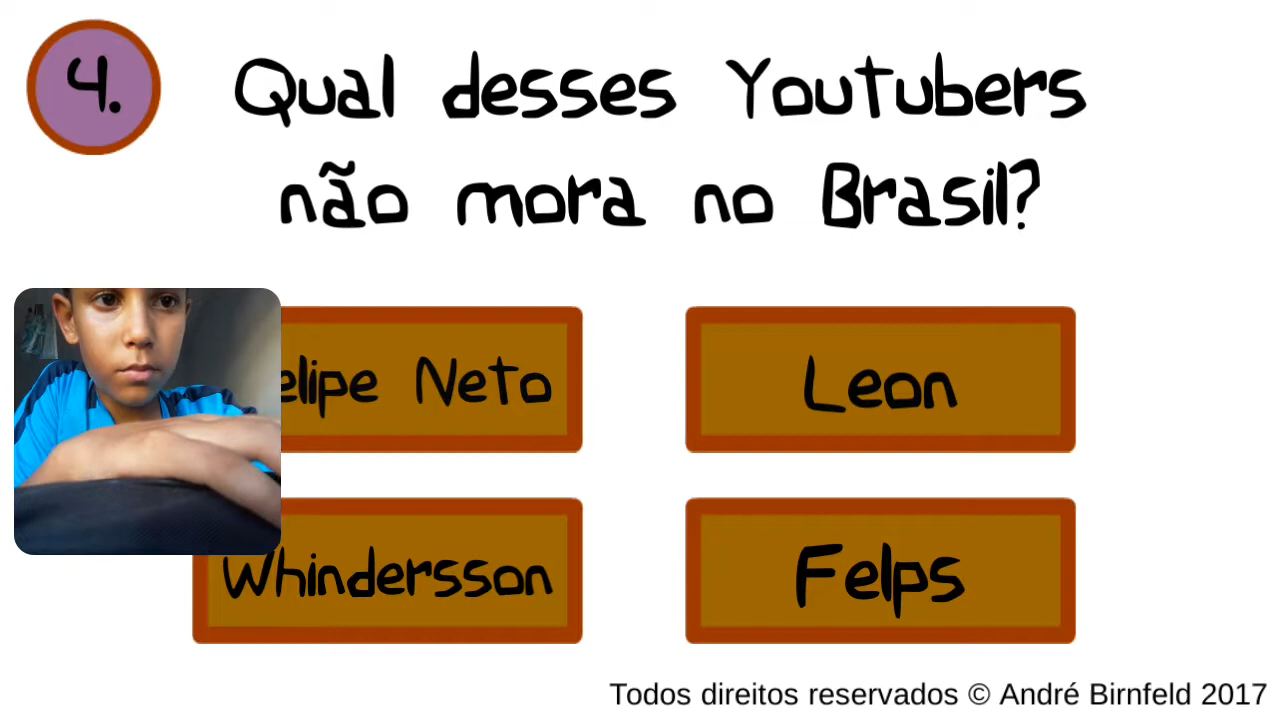 4.
Qual desses Youtubers
não mora no Brasil?
elipe Neto
Leon
Whindersson
Felps
Todos direitos reservados © André Birnfeld 2017